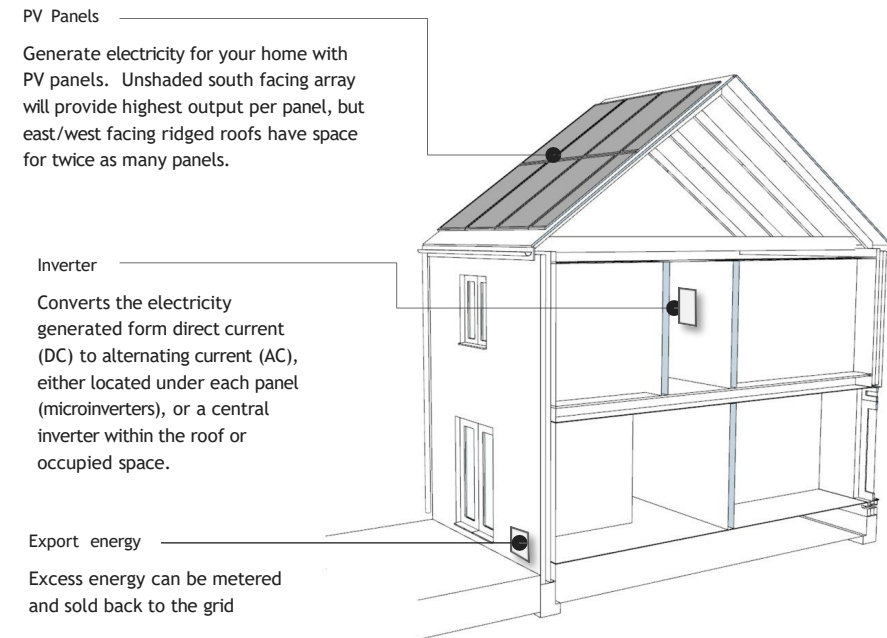 PV Panels
Generate electricity for your home with
PV panels. Unshaded south facing array
will provide highest output per panel, but
east/west facing ridged roofs have space
for twice as many panels.
Inverter
Converts the electricity
generated form direct current
(DC) to alternating current (AC),
either located under each panel
(microinverters), or a central
inverter within the roof or
occupied space.
Export energy
Excess energy can be metered
and sold back to the grid